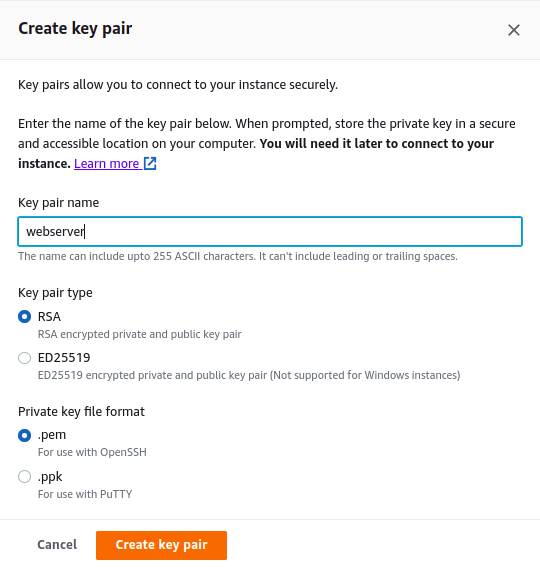 Create key pair
Key pairs allow you to connect to your instance securely.
Enter the name of the key pair below. When prompted, store the private key in a secure
and accessible location on your computer. You will need it later to connect to your
instance. Learn more
Key pair name
webserver
The name can include upto 255 ASCII characters. It can't include leading or trailing spaces.
Key pair type
RSA
RSA encrypted private and public key pair
ED25519
ED25519 encrypted private and public key pair (Not supported for Windows instances)
Private key file format
.pem
For use with OpenSSH
.ppk
For use with PuTTY
Cancel
Create key pair